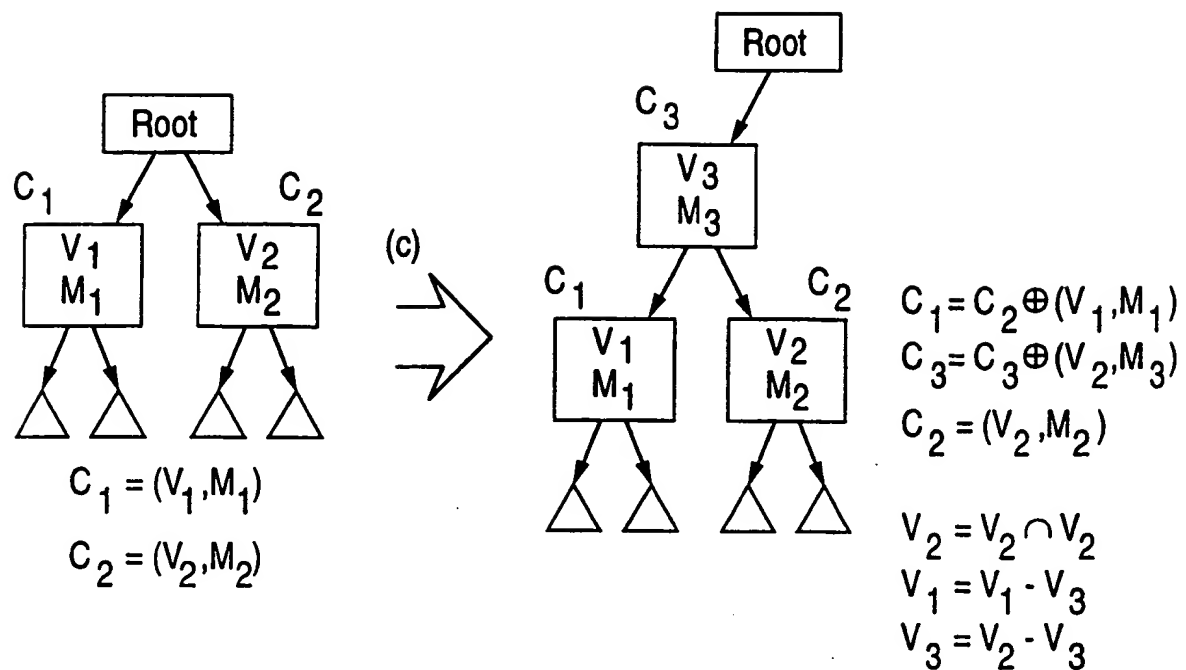 Root
C1 C2
V1
M1
V2
M2
C1 = (V1,M1)
C2 = (V2,M2)
(c)
Root
C3
V3
M3
C1 C2
V1
M1
V2
M2
C1 = C2 ⊕ (V1,M1)
C3 = C3 ⊕ (V2,M3)
C2 = (V2,M2)
V2 = V2 ∩ V2
V1 = V1 - V3
V3 = V2 - V3